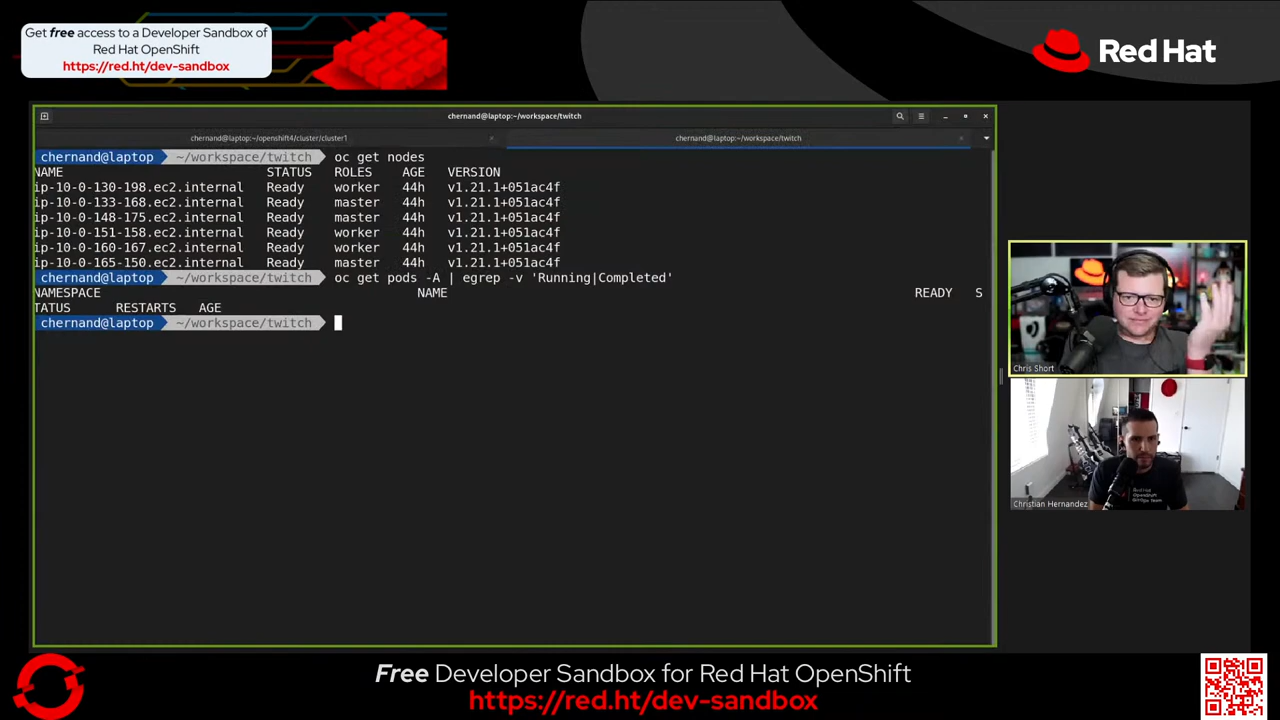 Get free access to a Developer Sandbox of
Red Hat OpenShift
https://red.ht/dev-sandbox
Red Hat
chernand@laptop:~/workspace/twitch
chernand@laptop:~/openshift4/cluster/cluster1
chernand@laptop:~/workspace/twitch
chernand@laptop ~/workspace/twitch oc get nodes
NAME STATUS ROLES AGE VERSION
ip-10-0-130-198.ec2.internal Ready worker 44h v1.21.1+051ac4f
ip-10-0-133-168.ec2.internal Ready master 44h v1.21.1+051ac4f
ip-10-0-148-175.ec2.internal Ready master 44h v1.21.1+051ac4f
ip-10-0-151-158.ec2.internal Ready worker 44h v1.21.1+051ac4f
ip-10-0-160-167.ec2.internal Ready worker 44h v1.21.1+051ac4f
ip-10-0-165-150.ec2.internal Ready master 44h v1.21.1+051ac4f
chernand@laptop ~/workspace/twitch oc get pods -A | egrep -v 'Running|Completed'
NAMESPACE NAME READY S
TATUS RESTARTS AGE
chernand@laptop ~/workspace/twitch
Chris Short
Christian Hernandez
Free Developer Sandbox for Red Hat OpenShift
https://red.ht/dev-sandbox